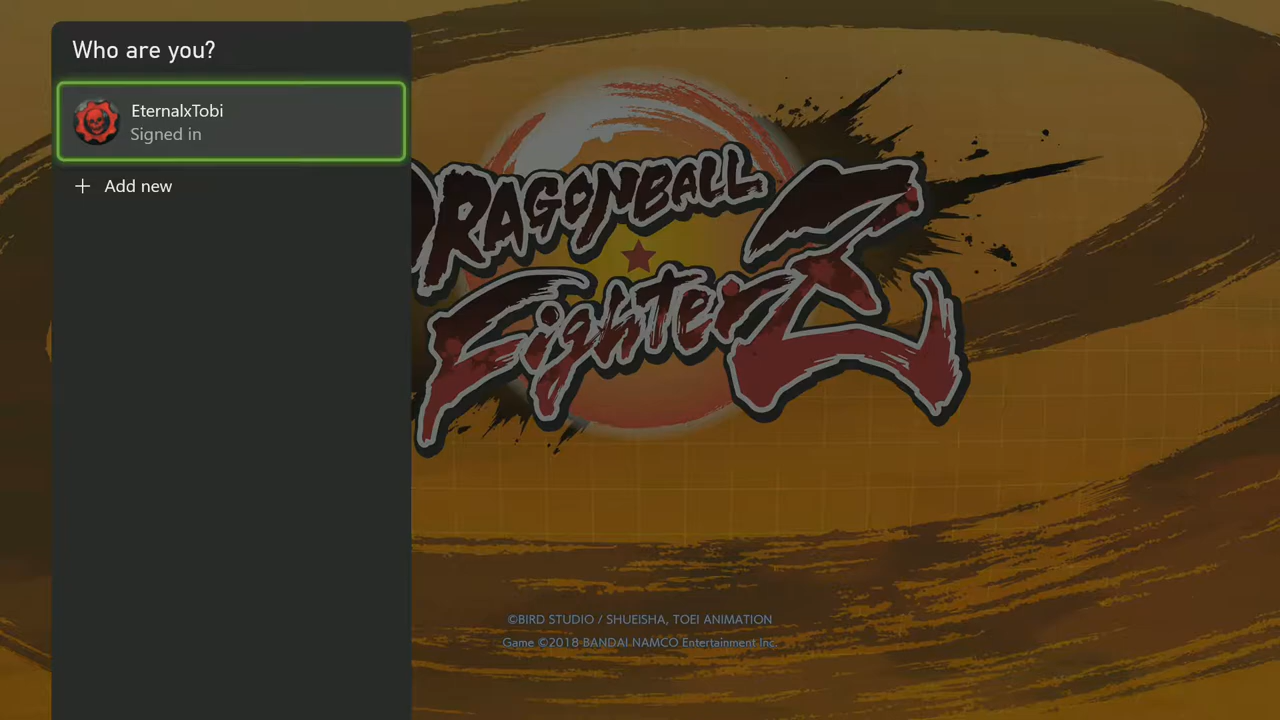 Who are you?
EternalxTobi
Signed in
+ Add new
DRAGONBALL
FighterZ
©BIRD STUDIO / SHUEISHA, TOEI ANIMATION
Game ©2018 BANDAI NAMCO Entertainment Inc.